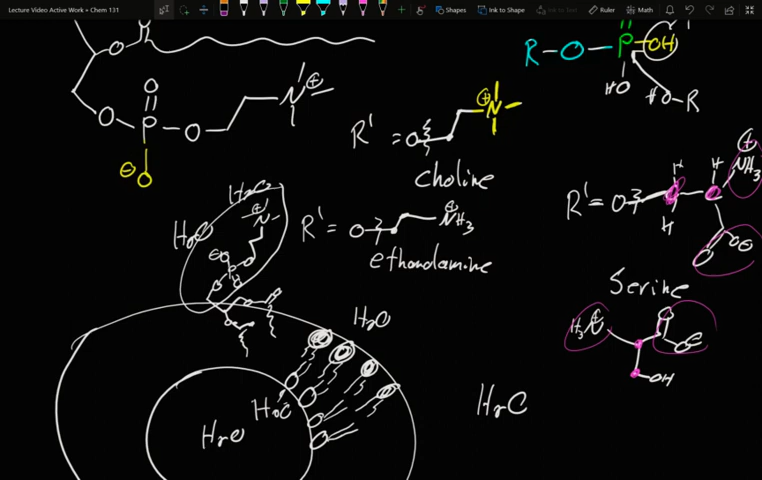 Lecture Video Active Work • Chem 131
Shapes
Ink to Shape
Ink to Text
Ruler
Math
O
O
O P O N ⊕
⊖ O
R-O-P-OH
HO HO-R
R' = O ⊕ N
choline
R' = O ⊕ NH3
ethanolamine
R' = O H H ⊕ NH3
H
O O⊖
Serine
H3N ⊕ O O⊖
OH
H2O
H2O
H2O
H2O
H2O
H2O